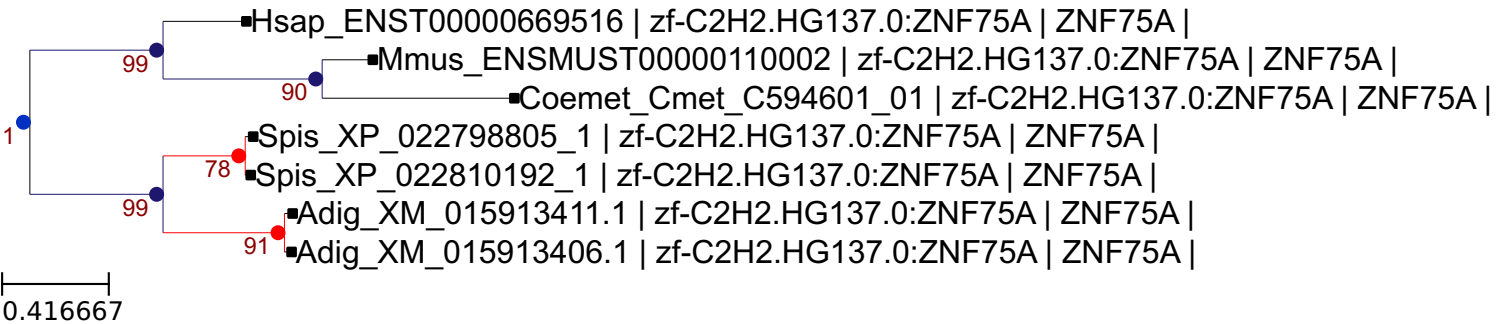 Hsap_ENST00000669516 | zf-C2H2.HG137.0:ZNF75A | ZNF75A |
99
Mmus_ENSMUST00000110002 | zf-C2H2.HG137.0:ZNF75A | ZNF75A |
90
Coemet_Cmet_C594601_01 | zf-C2H2.HG137.0:ZNF75A | ZNF75A |
1
Spis_XP_022798805_1 | zf-C2H2.HG137.0:ZNF75A | ZNF75A |
78
Spis_XP_022810192_1 | zf-C2H2.HG137.0:ZNF75A | ZNF75A |
99
Adig_XM_015913411.1 | zf-C2H2.HG137.0:ZNF75A | ZNF75A |
91
Adig_XM_015913406.1 | zf-C2H2.HG137.0:ZNF75A | ZNF75A |
0.416667